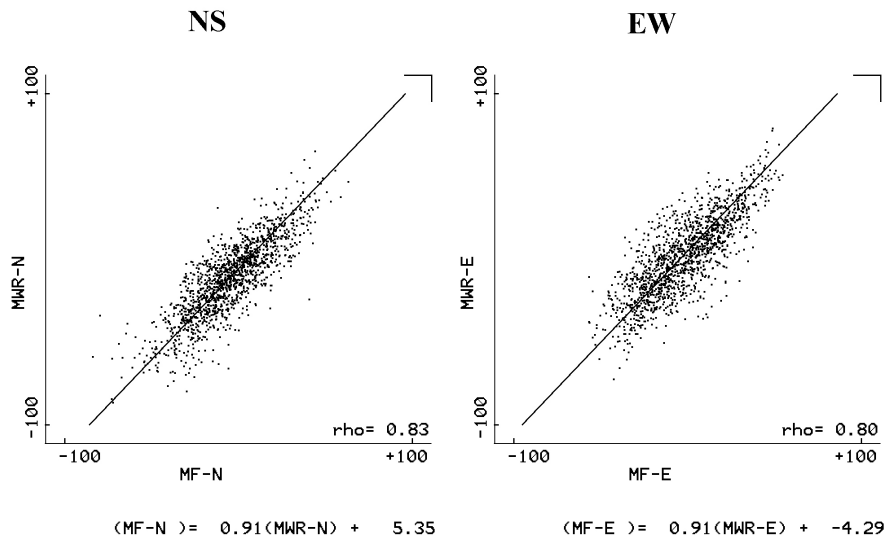 NS
EW
+100
MWR-N
-100
rho= 0.83
-100
+100
MF-N
(MF-N )= 0.91(MWR-N) + 5.35
+100
MWR-E
-100
rho= 0.80
-100
+100
MF-E
(MF-E )= 0.91(MWR-E) + -4.29